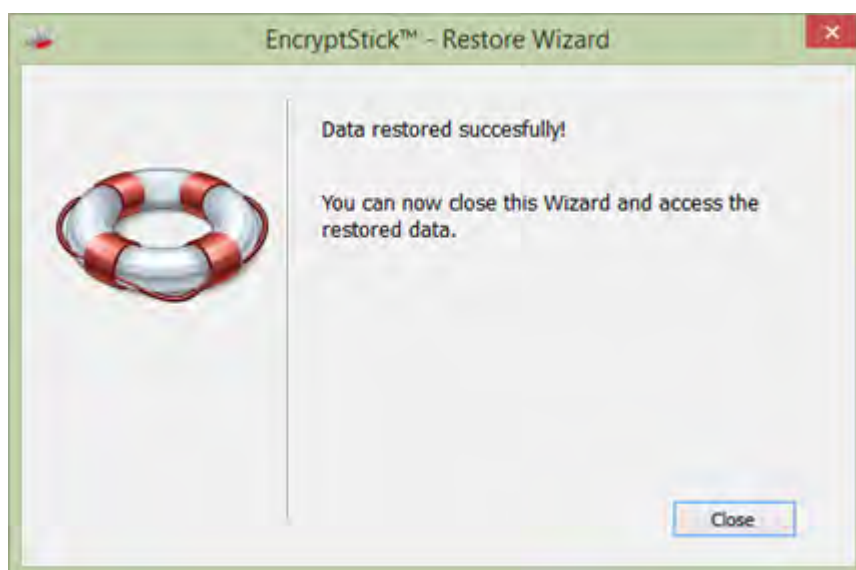 EncryptStick™ - Restore Wizard
Data restored succesfully!
You can now close this Wizard and access the
restored data.
Close